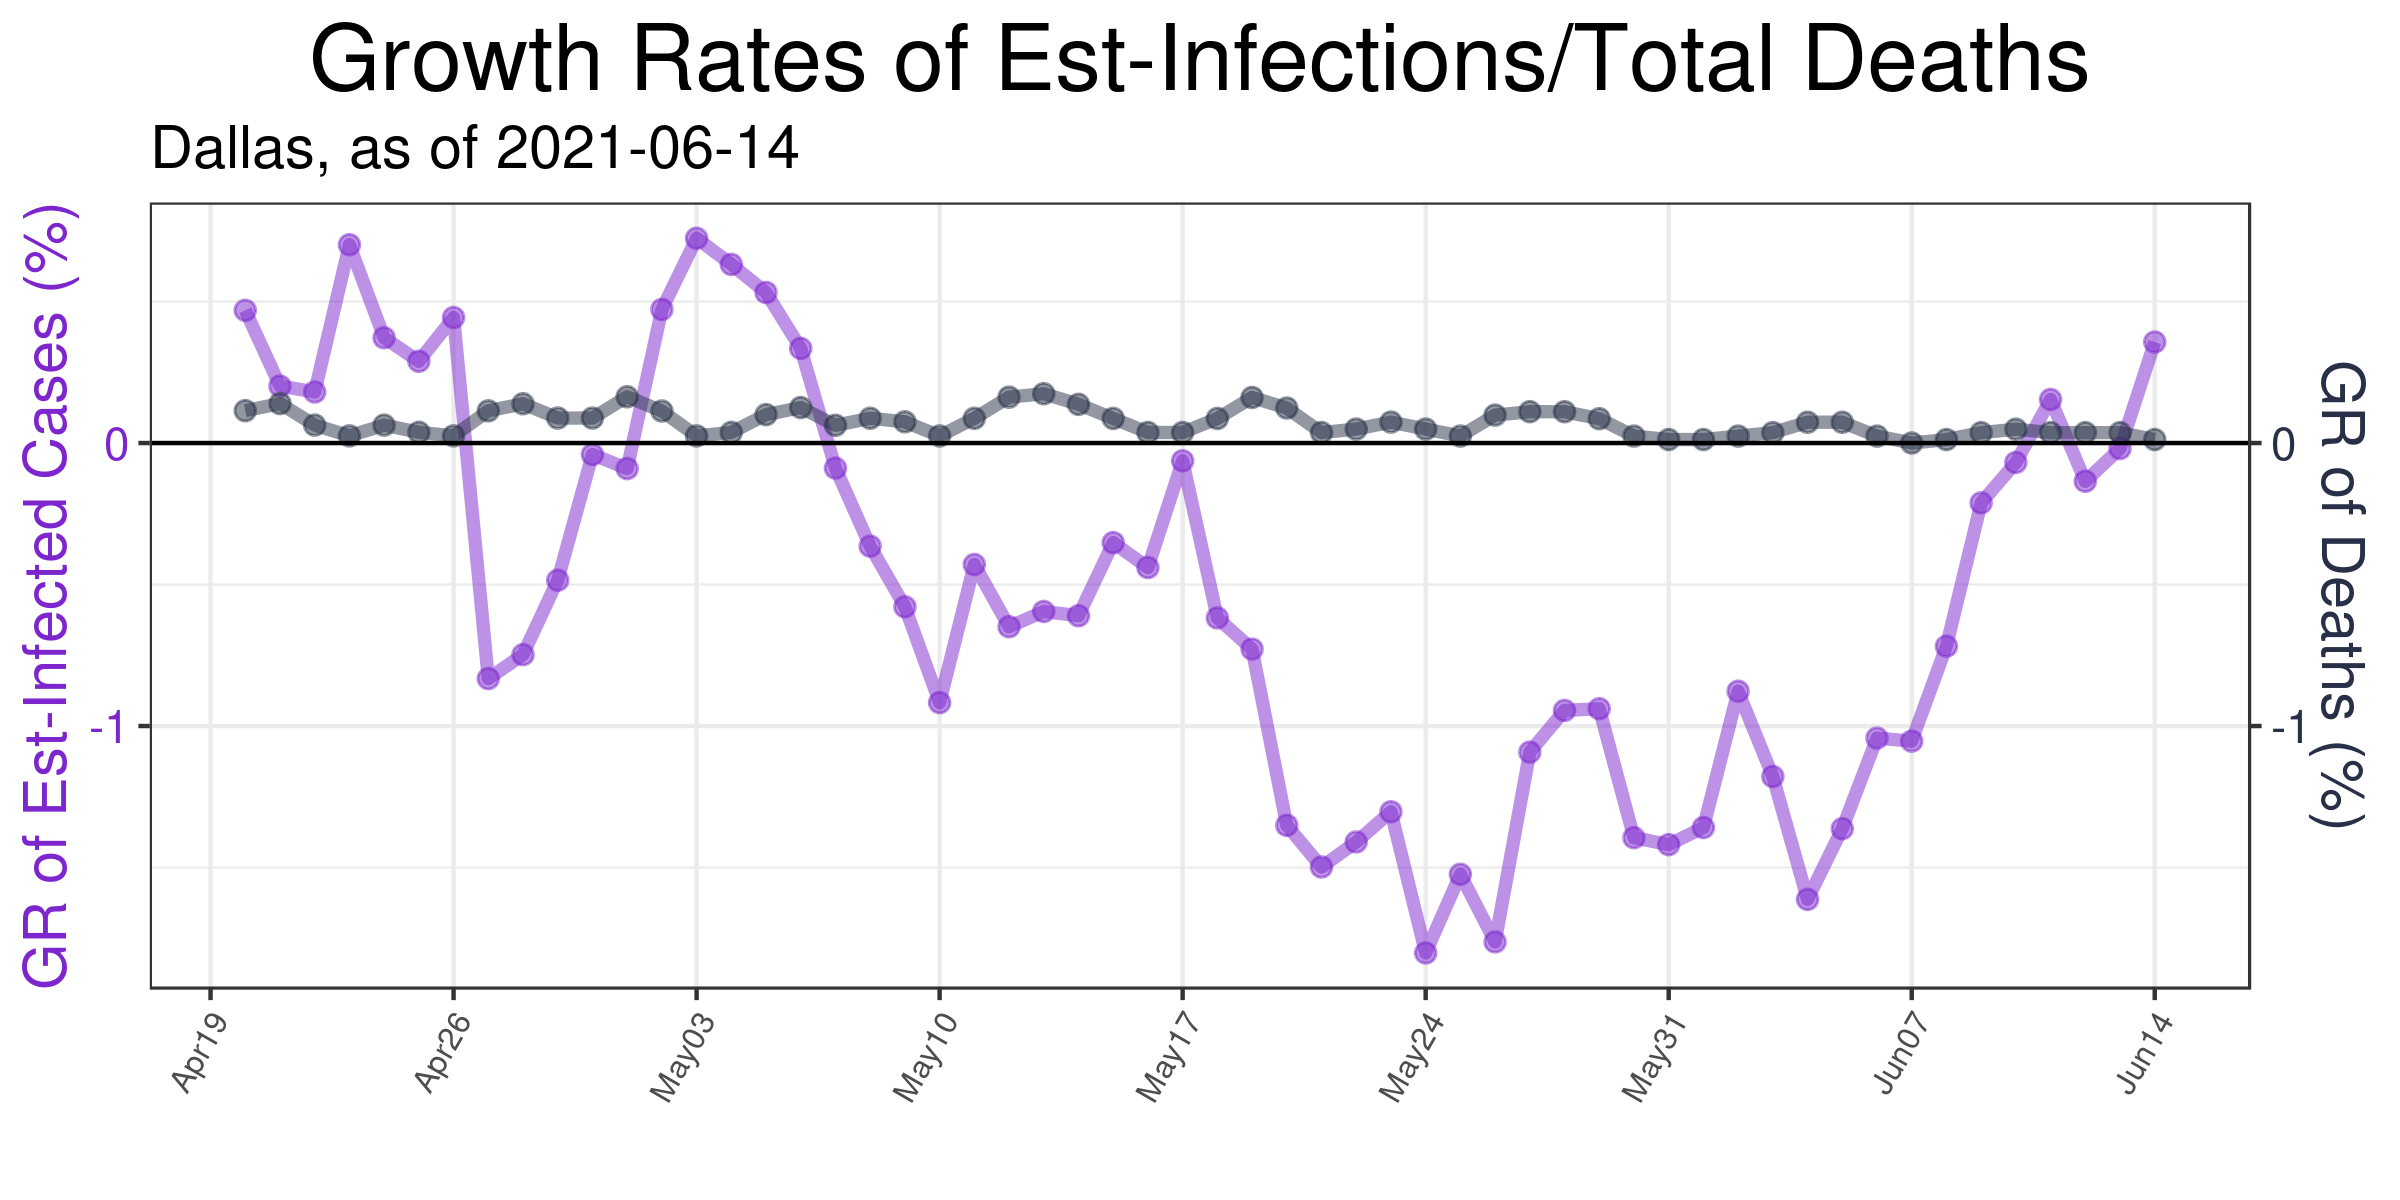 Growth Rates of Est-Infections/Total Deaths
Dallas, as of 2021-06-14
GR of Est-Infected Cases (%)
0
-1
0
-1
GR of Deaths (%)
Apr19
Apr26
May03
May10
May17
May24
May31
Jun07
Jun14